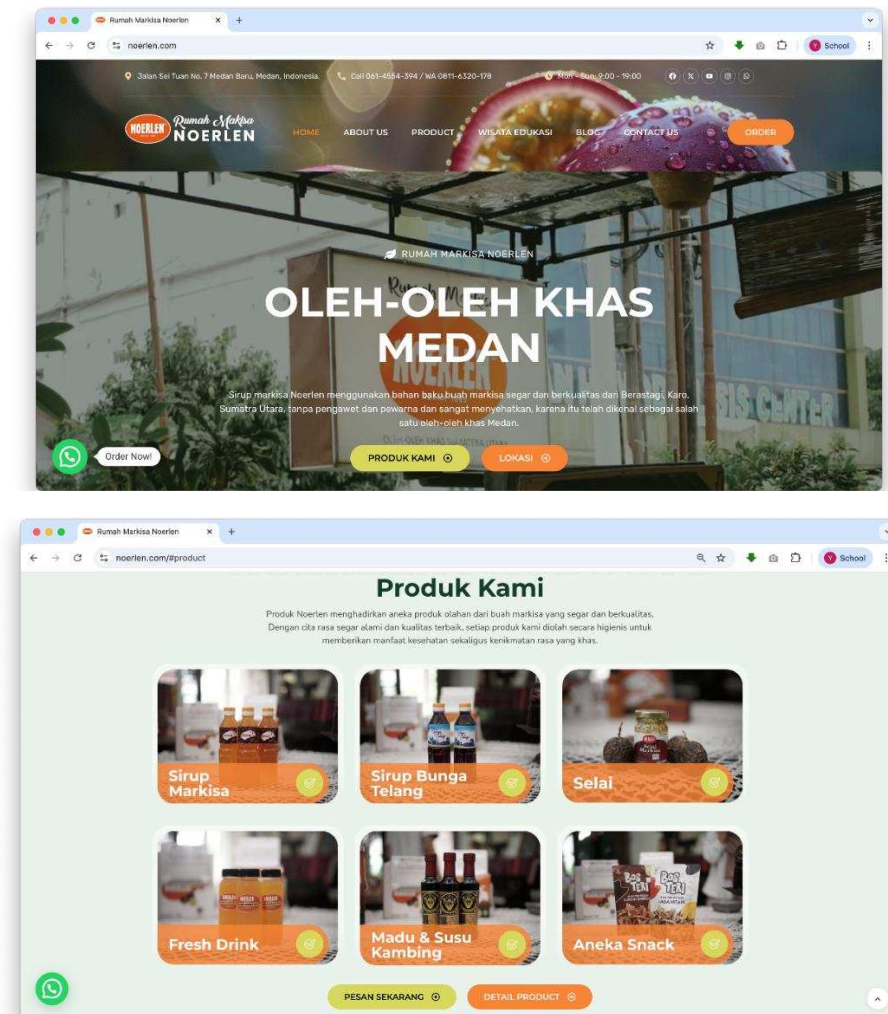 Rumah Markisa Noerlen
noerlen.com
School
Jalan Sei Tuan No. 7 Medan Baru, Medan, Indonesia.
Call 061-4554-394 / WA 0811-6320-178
Mon - Sun: 9:00 - 19:00
NOERLEN
Rumah Makisa
NOERLEN
HOME
ABOUT US
PRODUCT
WISATA EDUKASI
BLOG
CONTACT US
ORDER
RUMAH MARKISA NOERLEN
OLEH-OLEH KHAS
MEDAN
Sirup markisa Noerlen menggunakan bahan baku buah markisa segar dan berkualitas dari Berastagi, Karo,
Sumatra Utara, tanpa pengawet dan pewarna dan sangat menyehatkan, karena itu telah dikenal sebagai salah
satu oleh-oleh khas Medan.
SIS CENTER
Order Now!
PRODUK KAMI
LOKASI
Rumah Markisa Noerlen
noerlen.com/#product
School
Produk Kami
Produk Noerlen menghadirkan aneka produk olahan dari buah markisa yang segar dan berkualitas.
Dengan cita rasa segar alami dan kualitas terbaik, setiap produk kami diolah secara higienis untuk
memberikan manfaat kesehatan sekaligus kenikmatan rasa yang khas.
Sirup
Markisa
Sirup Bunga
Telang
Selai
Fresh Drink
Madu & Susu
Kambing
BOS
TERI
BOS
TERI
Aneka Snack
PESAN SEKARANG
DETAIL PRODUCT